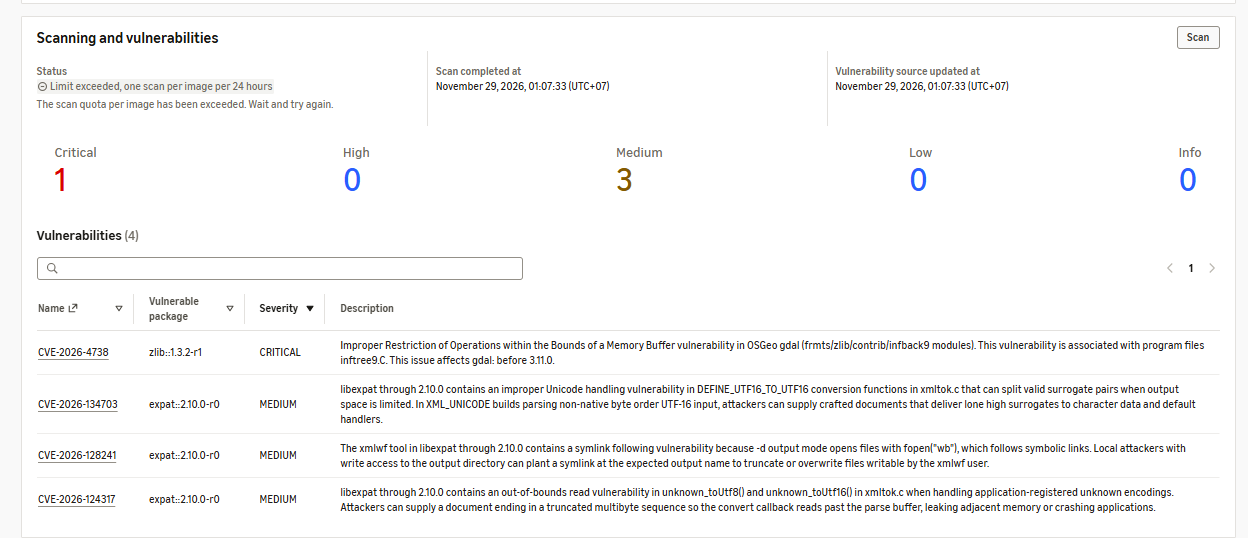 Scanning and vulnerabilities
Scan
Status
Limit exceeded, one scan per image per 24 hours
The scan quota per image has been exceeded. Wait and try again.
Scan completed at
November 29, 2026, 01:07:33 (UTC+07)
Vulnerability source updated at
November 29, 2026, 01:07:33 (UTC+07)
Critical
1
High
0
Medium
3
Low
0
Info
0
Vulnerabilities (4)
1
Name
Vulnerable
package
Severity
Description
CVE-2026-4738
zlib::1.3.2-r1
CRITICAL
Improper Restriction of Operations within the Bounds of a Memory Buffer vulnerability in OSGeo gdal (frmts/zlib/contrib/infback9 modules). This vulnerability is associated with program files
inftree9.C. This issue affects gdal: before 3.11.0.
CVE-2026-134703
expat::2.10.0-r0
MEDIUM
libexpat through 2.10.0 contains an improper Unicode handling vulnerability in DEFINE_UTF16_TO_UTF16 conversion functions in xmltok.c that can split valid surrogate pairs when output
space is limited. In XML_UNICODE builds parsing non-native byte order UTF-16 input, attackers can supply crafted documents that deliver lone high surrogates to character data and default
handlers.
CVE-2026-128241
expat::2.10.0-r0
MEDIUM
The xmlwf tool in libexpat through 2.10.0 contains a symlink following vulnerability because -d output mode opens files with fopen("wb"), which follows symbolic links. Local attackers with
write access to the output directory can plant a symlink at the expected output name to truncate or overwrite files writable by the xmlwf user.
CVE-2026-124317
expat::2.10.0-r0
MEDIUM
libexpat through 2.10.0 contains an out-of-bounds read vulnerability in unknown_toUtf8() and unknown_toUtf16() in xmltok.c when handling application-registered unknown encodings.
Attackers can supply a document ending in a truncated multibyte sequence so the convert callback reads past the parse buffer, leaking adjacent memory or crashing applications.